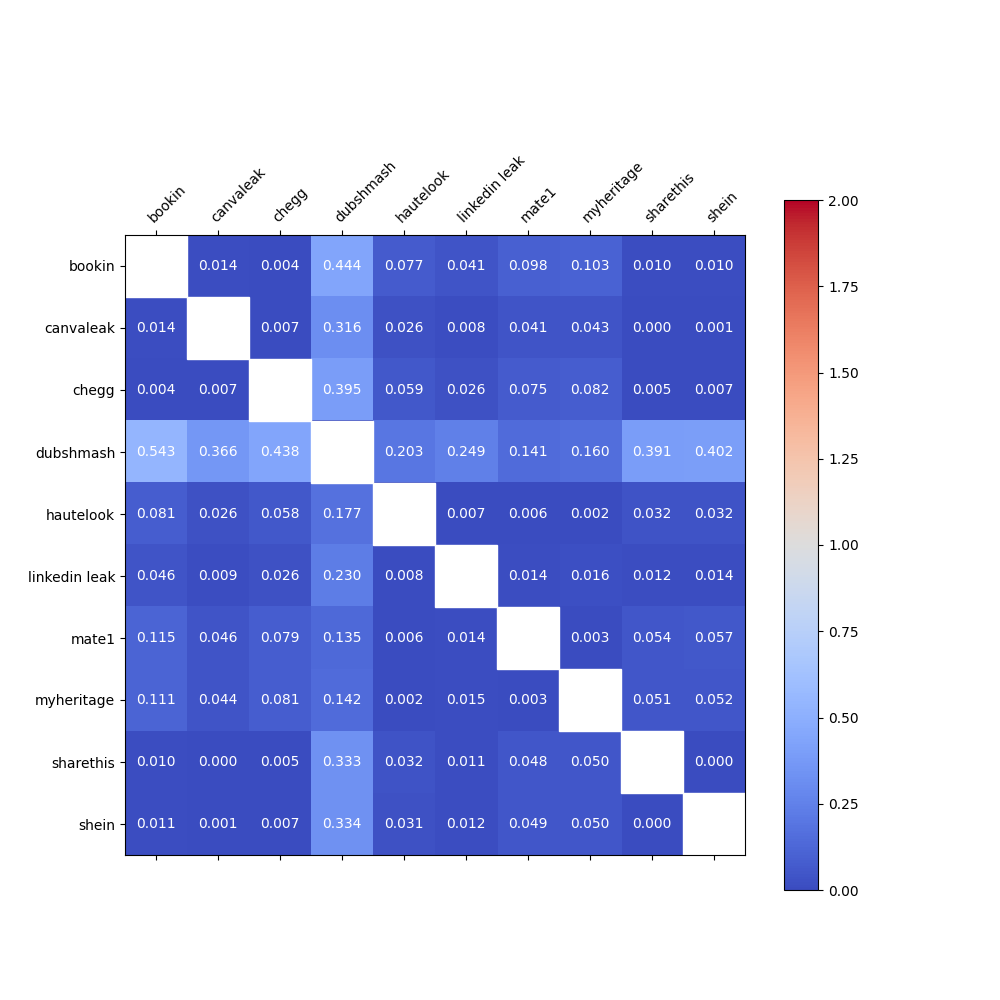 bookin canvaleak chegg dubshmash hautelook linkedin leak mate1 myheritage sharethis shein
bookin 0.014 0.004 0.444 0.077 0.041 0.098 0.103 0.010 0.010
canvaleak 0.014 0.007 0.316 0.026 0.008 0.041 0.043 0.000 0.001
chegg 0.004 0.007 0.395 0.059 0.026 0.075 0.082 0.005 0.007
dubshmash 0.543 0.366 0.438 0.203 0.249 0.141 0.160 0.391 0.402
hautelook 0.081 0.026 0.058 0.177 0.007 0.006 0.002 0.032 0.032
linkedin leak 0.046 0.009 0.026 0.230 0.008 0.014 0.016 0.012 0.014
mate1 0.115 0.046 0.079 0.135 0.006 0.014 0.003 0.054 0.057
myheritage 0.111 0.044 0.081 0.142 0.002 0.015 0.003 0.051 0.052
sharethis 0.010 0.000 0.005 0.333 0.032 0.011 0.048 0.050 0.000
shein 0.011 0.001 0.007 0.334 0.031 0.012 0.049 0.050 0.000
2.00
1.75
1.50
1.25
1.00
0.75
0.50
0.25
0.00